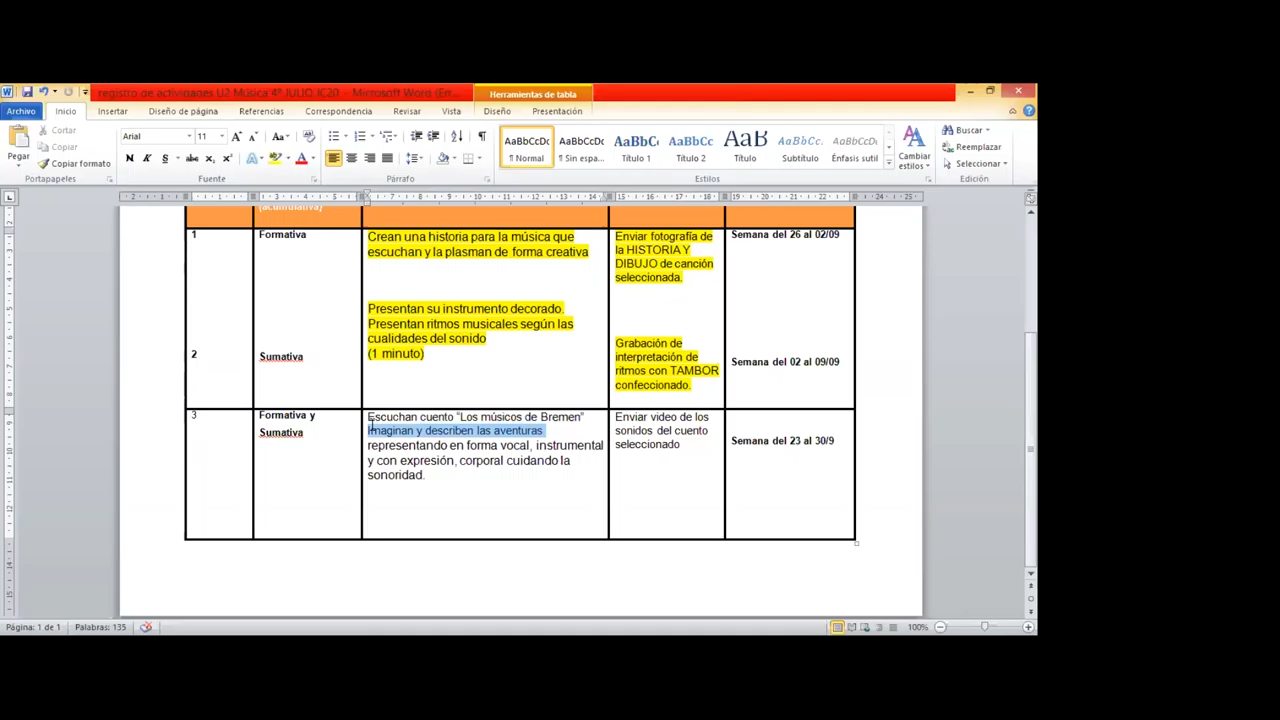 registro de actividades U2 Música 4º JULIO IC20 - Microsoft Word (Err...
Herramientas de tabla
Archivo Inicio Insertar Diseño de página Referencias Correspondencia Revisar Vista Diseño Presentación
Pegar
Cortar
Copiar
Copiar formato
Portapapeles
Arial 11
N K S abc x₂ x² A A
Fuente
Párrafo
AaBbCcDc AaBbCcDc AaBbC AaBbCc AaB AaBbCc. AaBbCcDc
¶ Normal ¶ Sin espa... Título 1 Título 2 Título Subtítulo Énfasis sutil
Estilos
Cambiar
estilos
Buscar
Reemplazar
Seleccionar
Edición
(acumulativa)
1
Formativa
Crean una historia para la música que
escuchan y la plasman de forma creativa
Enviar fotografía de
la HISTORIA Y
DIBUJO de canción
seleccionada.
Semana del 26 al 02/09
2
Sumativa
Presentan su instrumento decorado.
Presentan ritmos musicales según las
cualidades del sonido
(1 minuto)
Grabación de
interpretación de
ritmos con TAMBOR
confeccionado.
Semana del 02 al 09/09
3
Formativa y
Sumativa
Escuchan cuento “Los músicos de Bremen”
Imaginan y describen las aventuras
representando en forma vocal, instrumental
y con expresión, corporal cuidando la
sonoridad.
Enviar video de los
sonidos del cuento
seleccionado
Semana del 23 al 30/9
Página: 1 de 1 Palabras: 135 100%